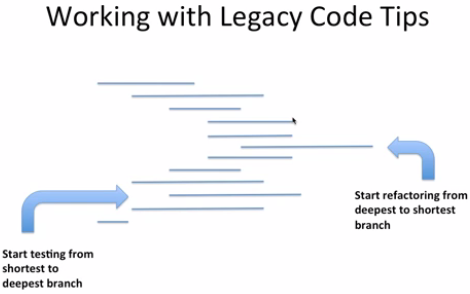 Working with Legacy Code Tips
Start refactoring from
deepest to shortest
branch
Start testing from
shortest to
deepest branch